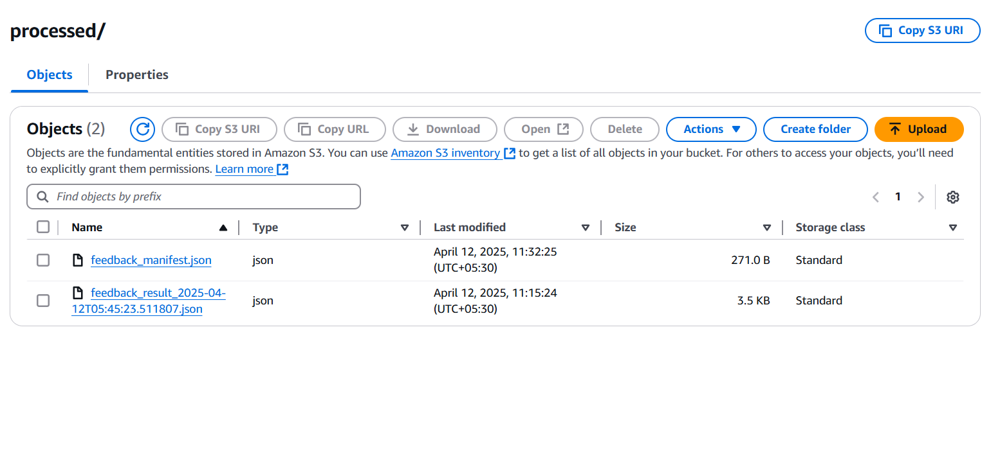 processed/
Copy S3 URI
Objects
Properties
Objects (2)
Copy S3 URI
Copy URL
Download
Open
Delete
Actions
Create folder
Upload
Objects are the fundamental entities stored in Amazon S3. You can use Amazon S3 inventory to get a list of all objects in your bucket. For others to access your objects, you’ll need
to explicitly grant them permissions. Learn more
Find objects by prefix
1
Name
Type
Last modified
Size
Storage class
feedback_manifest.json
json
April 12, 2025, 11:32:25
(UTC+05:30)
271.0 B
Standard
feedback_result_2025-04-
12T05:45:23.511807.json
json
April 12, 2025, 11:15:24
(UTC+05:30)
3.5 KB
Standard